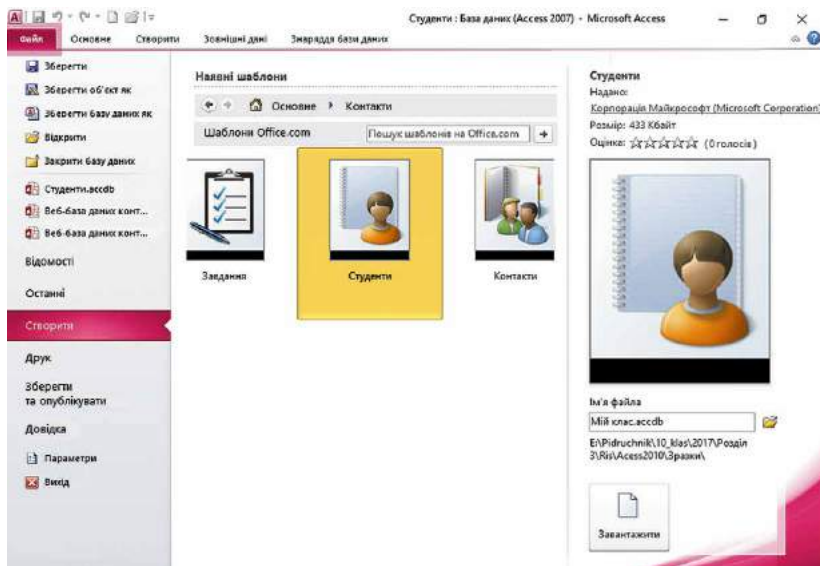 Студенти : База даних (Access 2007) - Microsoft Access
Файл Основне Створити Зовнішні дані Знаряддя бази даних
Зберегти
Зберегти об'єкт як
Зберегти базу даних як
Відкрити
Закрити базу даних
Студенти.accdb
Веб-база даних конт...
Веб-база даних конт...
Відомості
Останні
Створити
Друк
Зберегти
та опублікувати
Довідка
Параметри
Вихід
Наявні шаблони
Основне Контакти
Шаблони Office.com Пошук шаблонів на Office.com
Завдання Студенти Контакти
Студенти
Надано:
Корпорація Майкрософт (Microsoft Corporation)
Розмір: 433 Кбайт
Оцінка: (0 голосів)
Ім'я файла
Мій клас.accdb
E:\Pidruchnik\10_klas\2017\Розділ
3\Ris\Acess2010\Зразки\
Завантажити